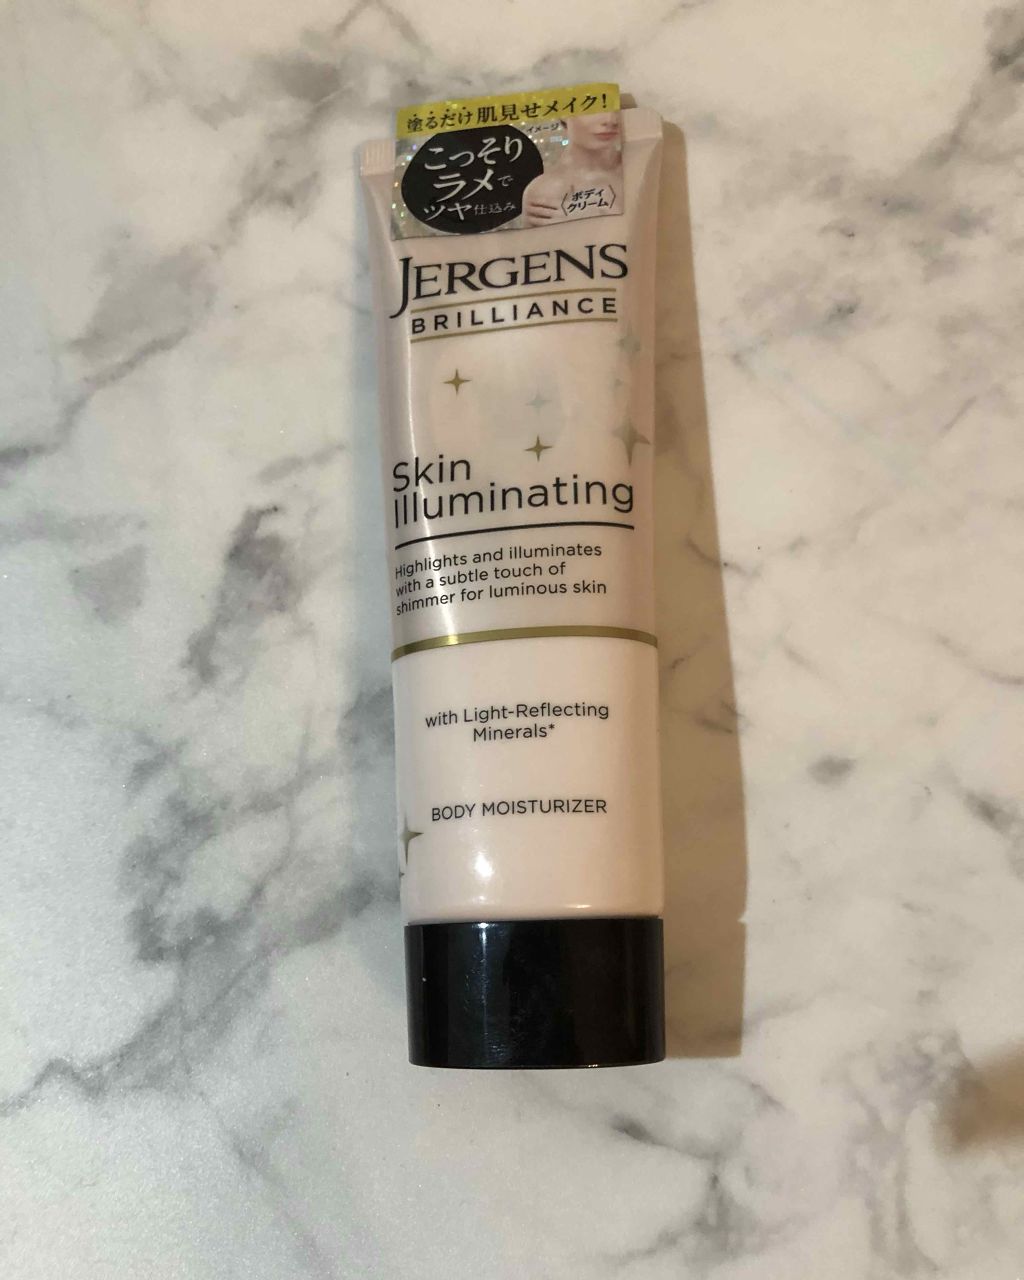 塗るだけ肌見せメイク!
イメージ
こっそり
ラメで
ツヤ仕込み
〈ボディ
クリーム〉
JERGENS
BRILLIANCE
Skin
Illuminating
Highlights and illuminates
with a subtle touch of
shimmer for luminous skin
with Light-Reflecting
Minerals*
BODY MOISTURIZER